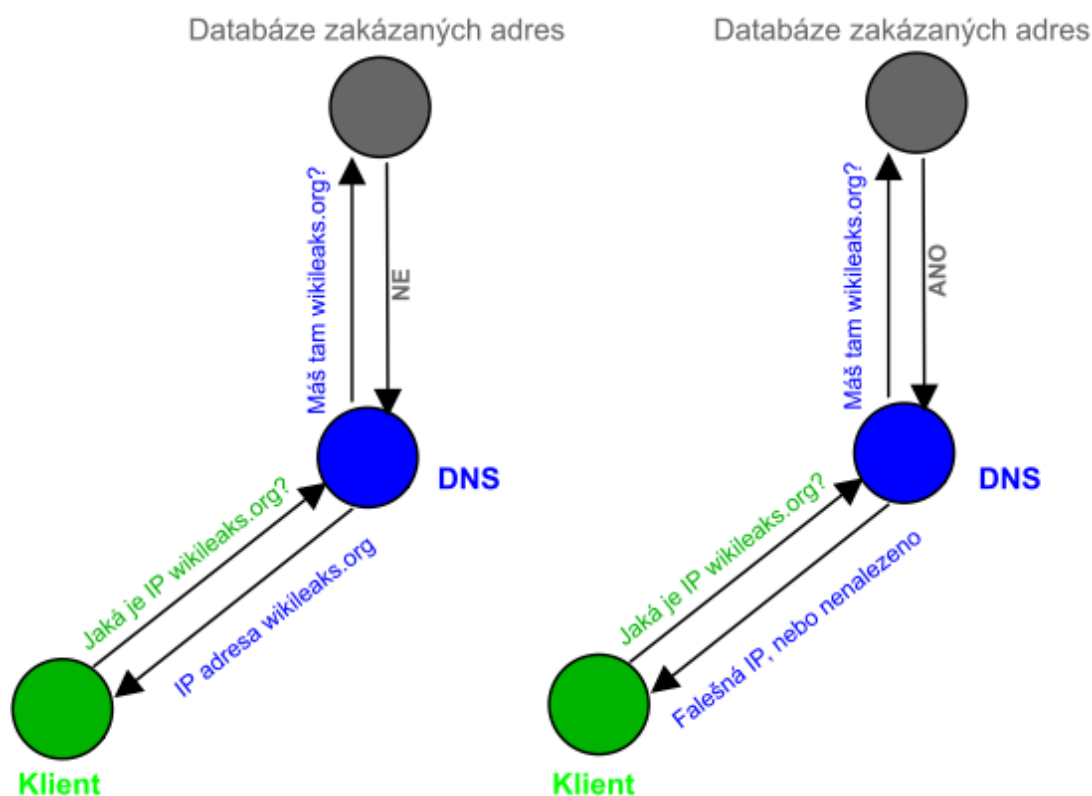 Databáze zakázaných adres
Máš tam wikileaks.org?
NE
DNS
Jaká je IP wikileaks.org?
IP adresa wikileaks.org
Klient
Databáze zakázaných adres
Máš tam wikileaks.org?
ANO
DNS
Jaká je IP wikileaks.org?
Falešná IP, nebo nenalezeno
Klient